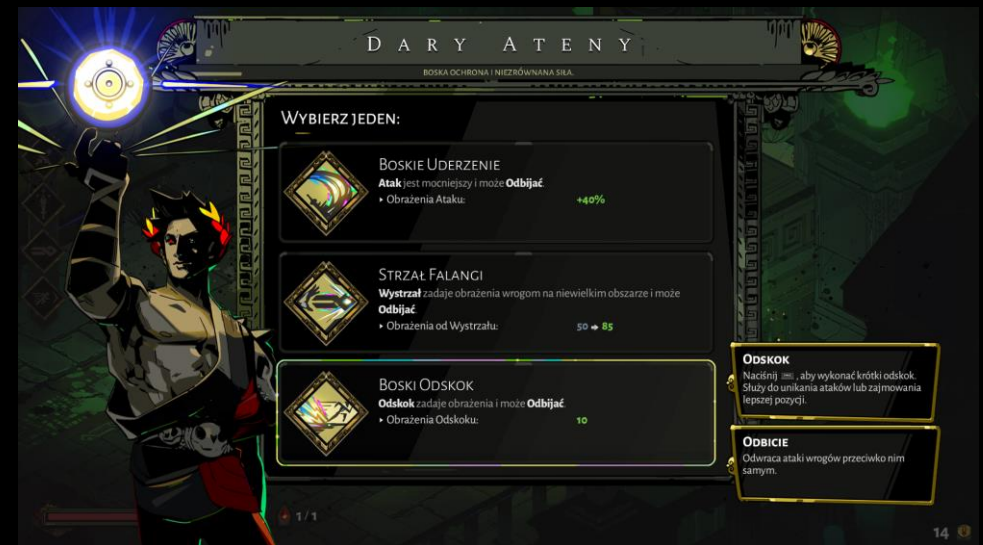 DARY ATENY
BOSKA OCHRONA I NIEZRÓWNANA SIŁA.
WYBIERZ JEDEN:
BOSKIE UDERZENIE
Atak jest mocniejszy i może Odbijać.
▸ Obrażenia Ataku: +40%
STRZAŁ FALANGI
Wystrzał zadaje obrażenia wrogom na niewielkim obszarze i może
Odbijać.
▸ Obrażenia od Wystrzału: 50 ➜ 85
BOSKI ODSKOK
Odskok zadaje obrażenia i może Odbijać.
▸ Obrażenia Odskoku: 10
ODSKOK
Naciśnij , aby wykonać krótki odskok.
Służy do unikania ataków lub zajmowania
lepszej pozycji.
ODBICIE
Odwraca ataki wrogów przeciwko nim
samym.
1/1
14